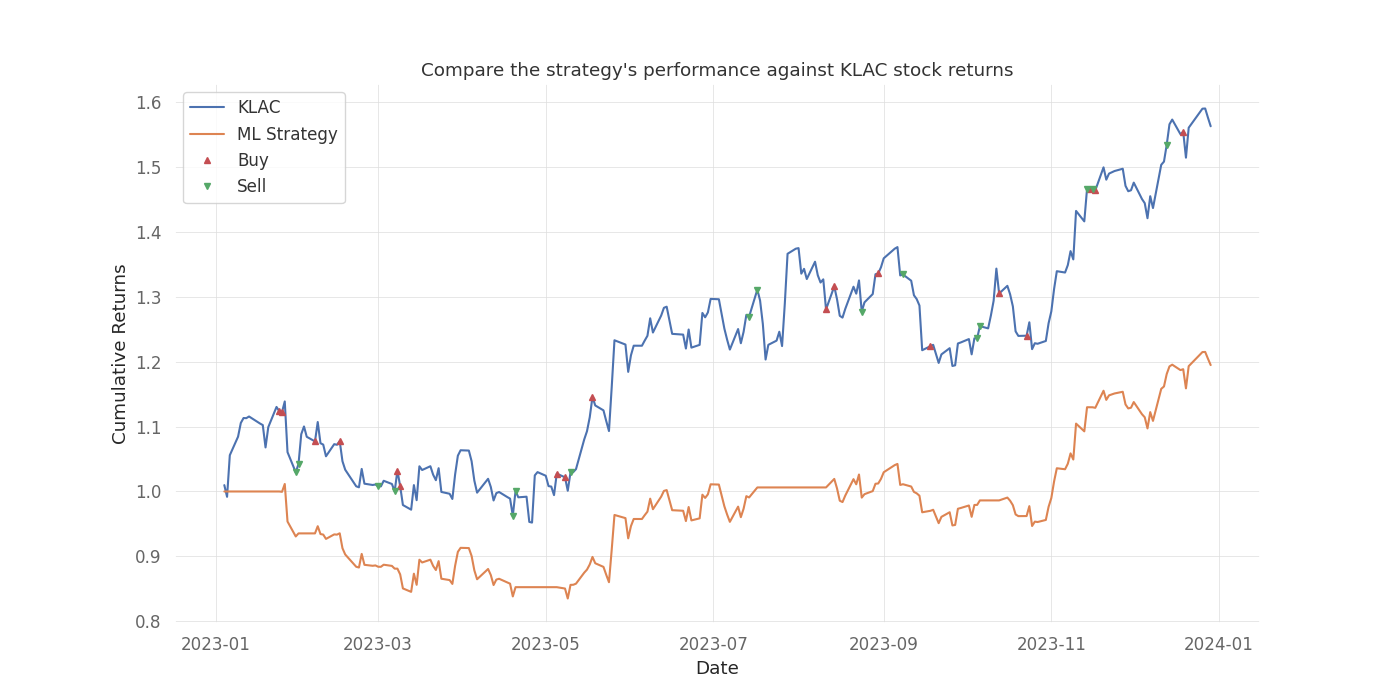 Compare the strategy's performance against KLAC stock returns
KLAC
ML Strategy
Buy
Sell
Cumulative Returns
1.6
1.5
1.4
1.3
1.2
1.1
1.0
0.9
0.8
2023-01 2023-03 2023-05 2023-07 2023-09 2023-11 2024-01
Date